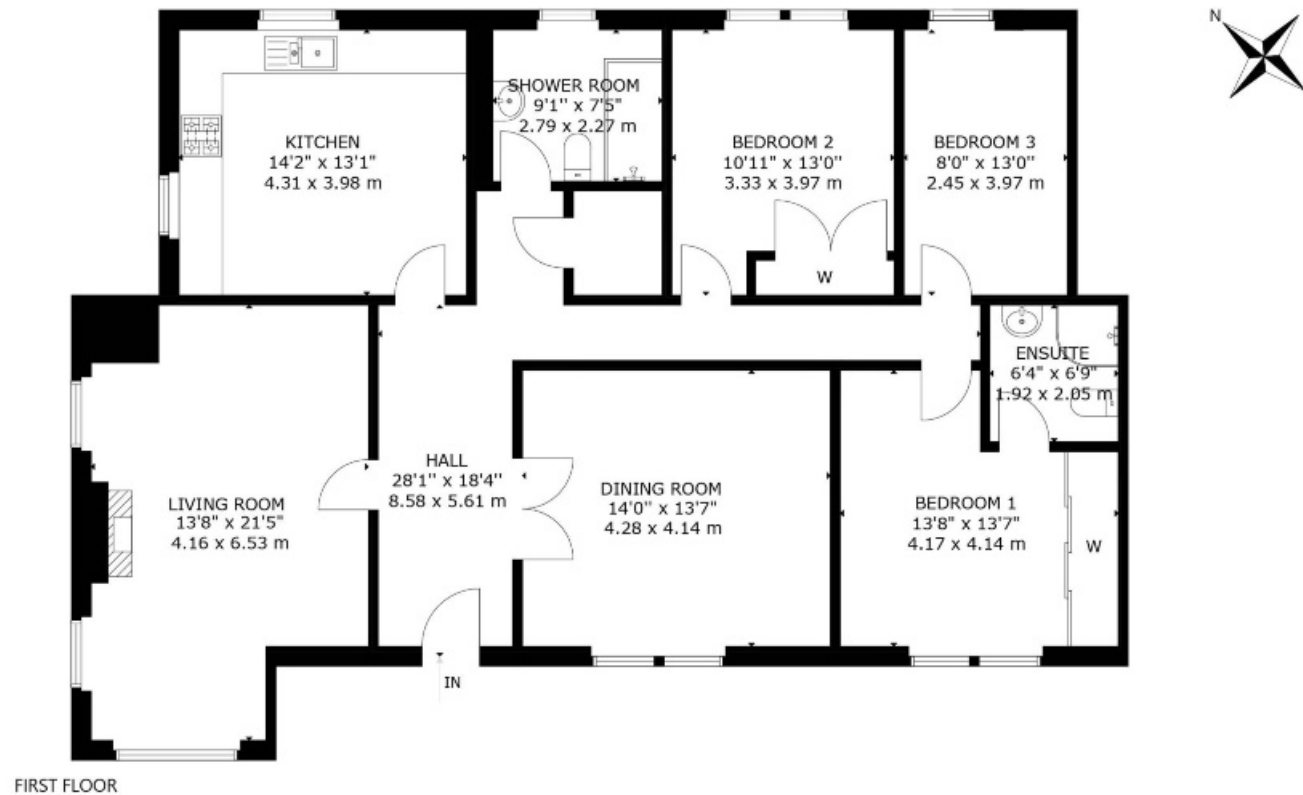 N
SHOWER ROOM
9'1" x 7'5"
2.79 x 2.27 m
KITCHEN
14'2" x 13'1"
4.31 x 3.98 m
BEDROOM 2
10'11" x 13'0"
3.33 x 3.97 m
BEDROOM 3
8'0" x 13'0"
2.45 x 3.97 m
W
ENSUITE
6'4" x 6'9"
1.92 x 2.05 m
HALL
28'1" x 18'4"
8.58 x 5.61 m
DINING ROOM
14'0" x 13'7"
4.28 x 4.14 m
LIVING ROOM
13'8" x 21'5"
4.16 x 6.53 m
BEDROOM 1
13'8" x 13'7"
4.17 x 4.14 m
W
IN
FIRST FLOOR